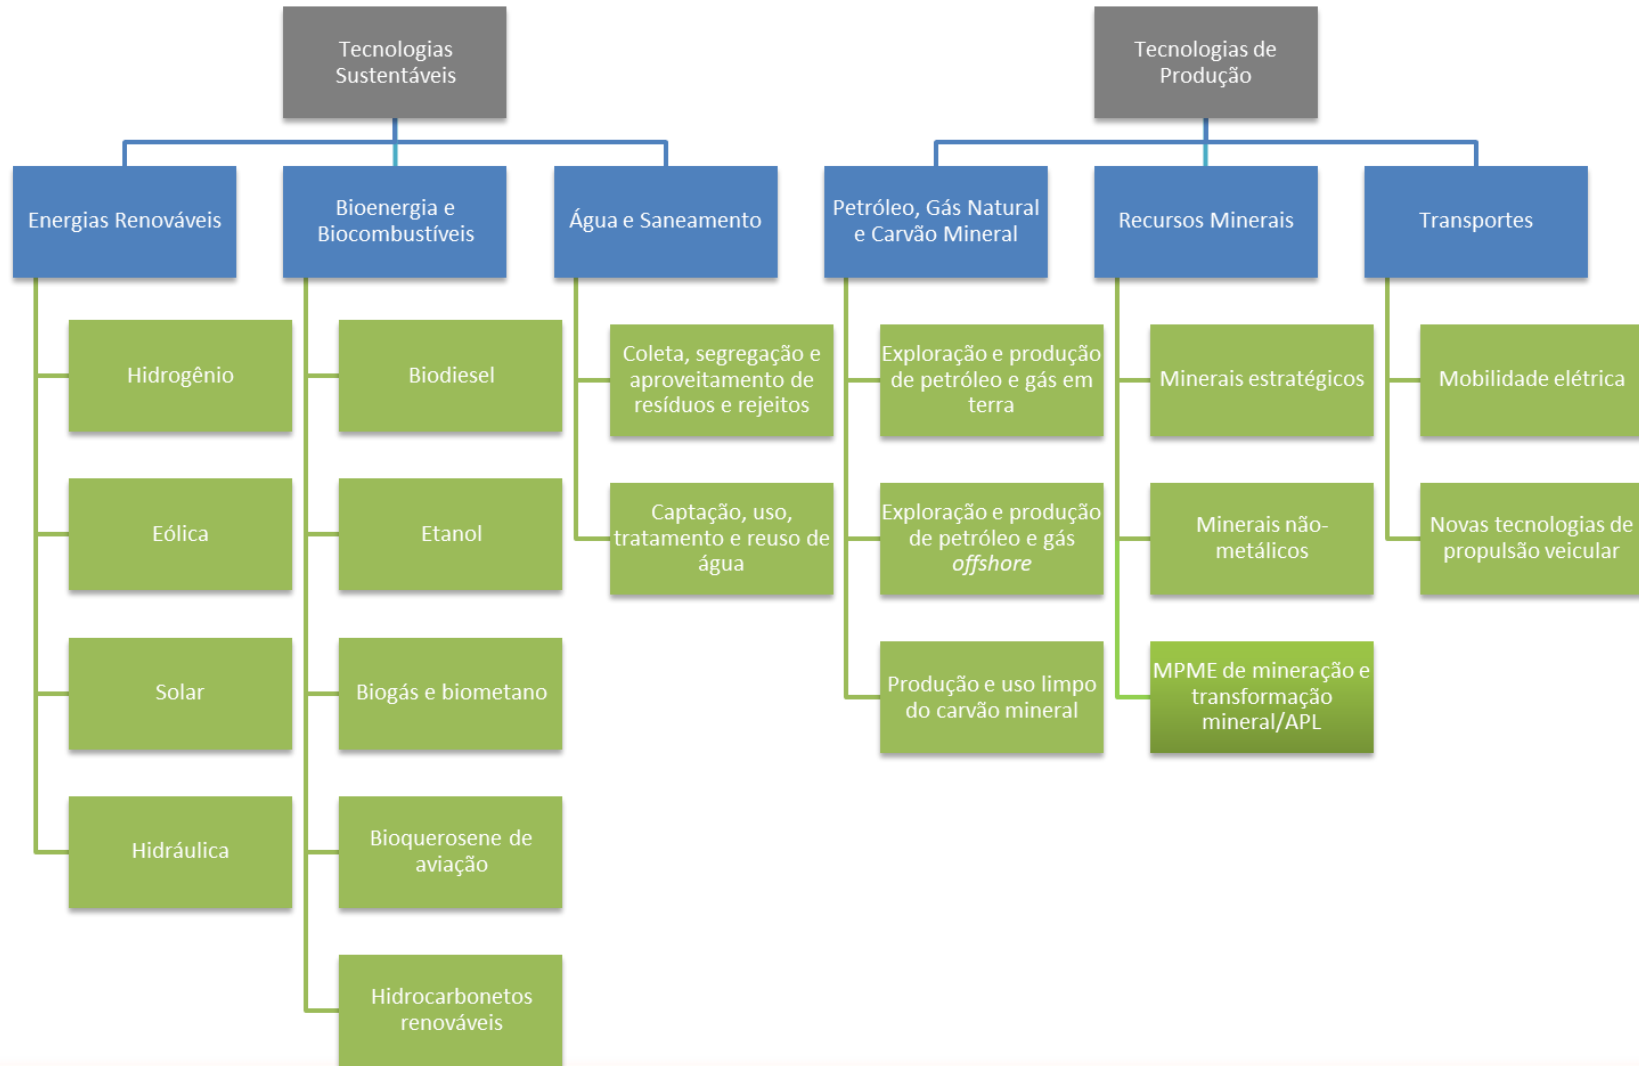 Tecnologias
Sustentáveis
Tecnologias de
Produção
Energias Renováveis
Bioenergia e
Biocombustíveis
Água e Saneamento
Petróleo, Gás Natural
e Carvão Mineral
Recursos Minerais
Transportes
Hidrogênio
Eólica
Solar
Hidráulica
Biodiesel
Etanol
Biogás e biometano
Bioquerosene de
aviação
Hidrocarbonetos
renováveis
Coleta, segregação e
aproveitamento de
resíduos e rejeitos
Captação, uso,
tratamento e reuso de
água
Exploração e produção
de petróleo e gás em
terra
Exploração e produção
de petróleo e gás
offshore
Produção e uso limpo
do carvão mineral
Minerais estratégicos
Minerais não-
metálicos
MPME de mineração e
transformação
mineral/APL
Mobilidade elétrica
Novas tecnologias de
propulsão veicular